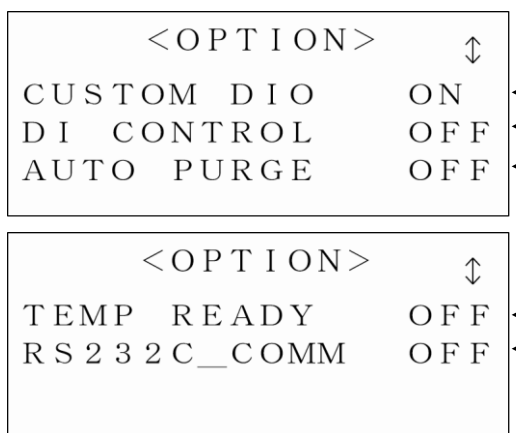 <OPTION> ↕
CUSTOM DIO ON
DI CONTROL OFF
AUTO PURGE OFF
<OPTION> ↕
TEMP READY OFF
RS232C_COMM OFF